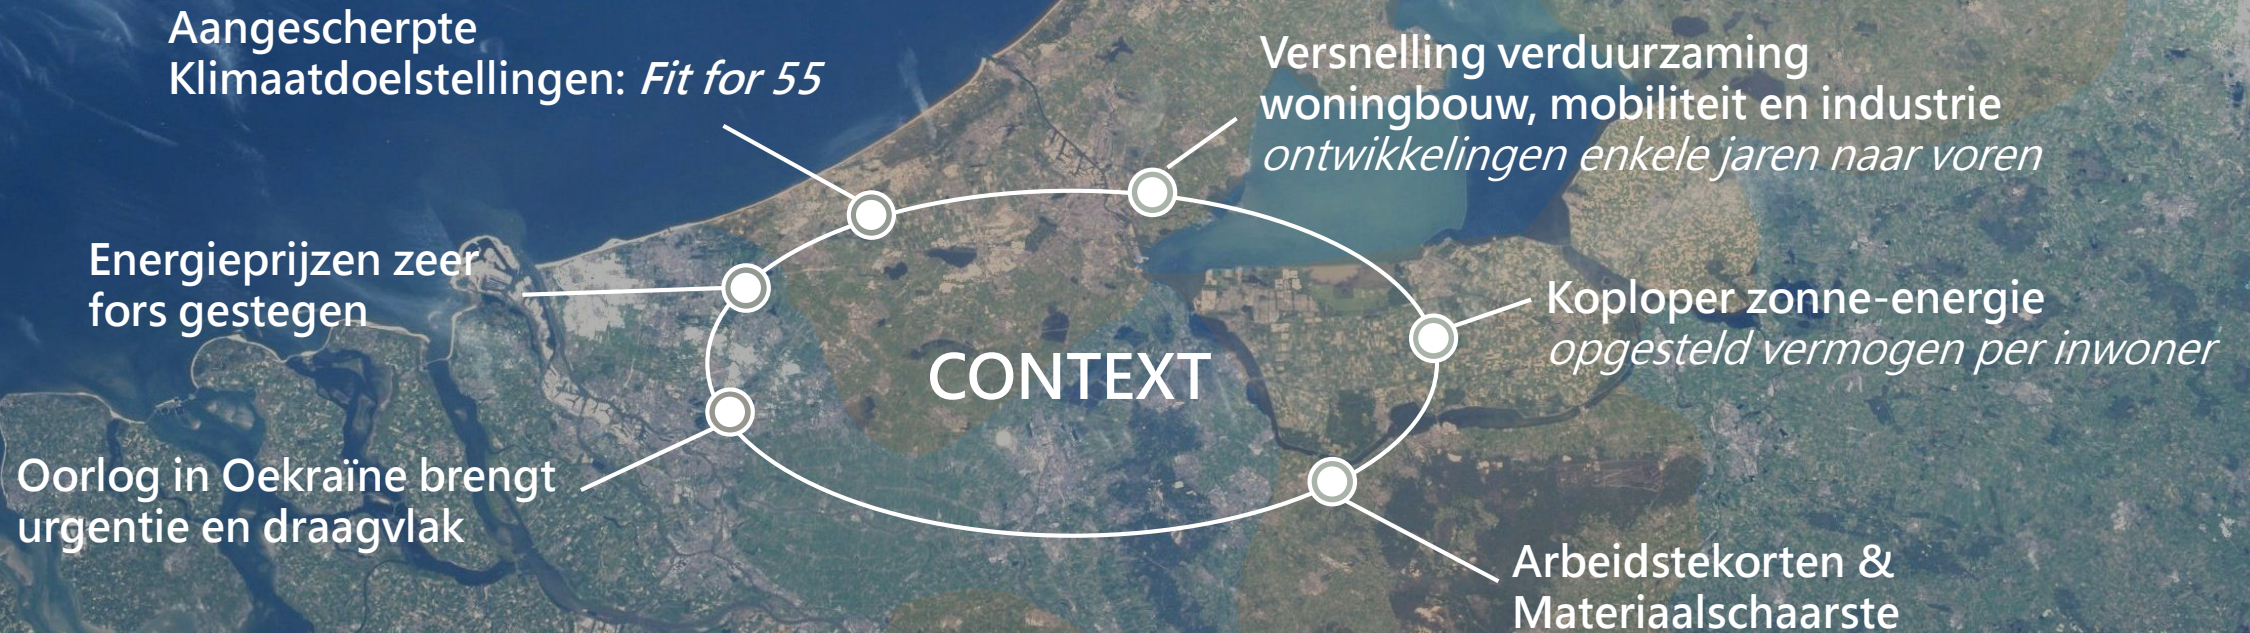 Aangescherpte
Klimaatdoelstellingen: Fit for 55
Versnelling verduurzaming
woningbouw, mobiliteit en industrie
ontwikkelingen enkele jaren naar voren
Energieprijzen zeer
fors gestegen
Koploper zonne-energie
opgesteld vermogen per inwoner
CONTEXT
Oorlog in Oekraïne brengt
urgentie en draagvlak
Arbeidstekorten &
Materiaalschaarste